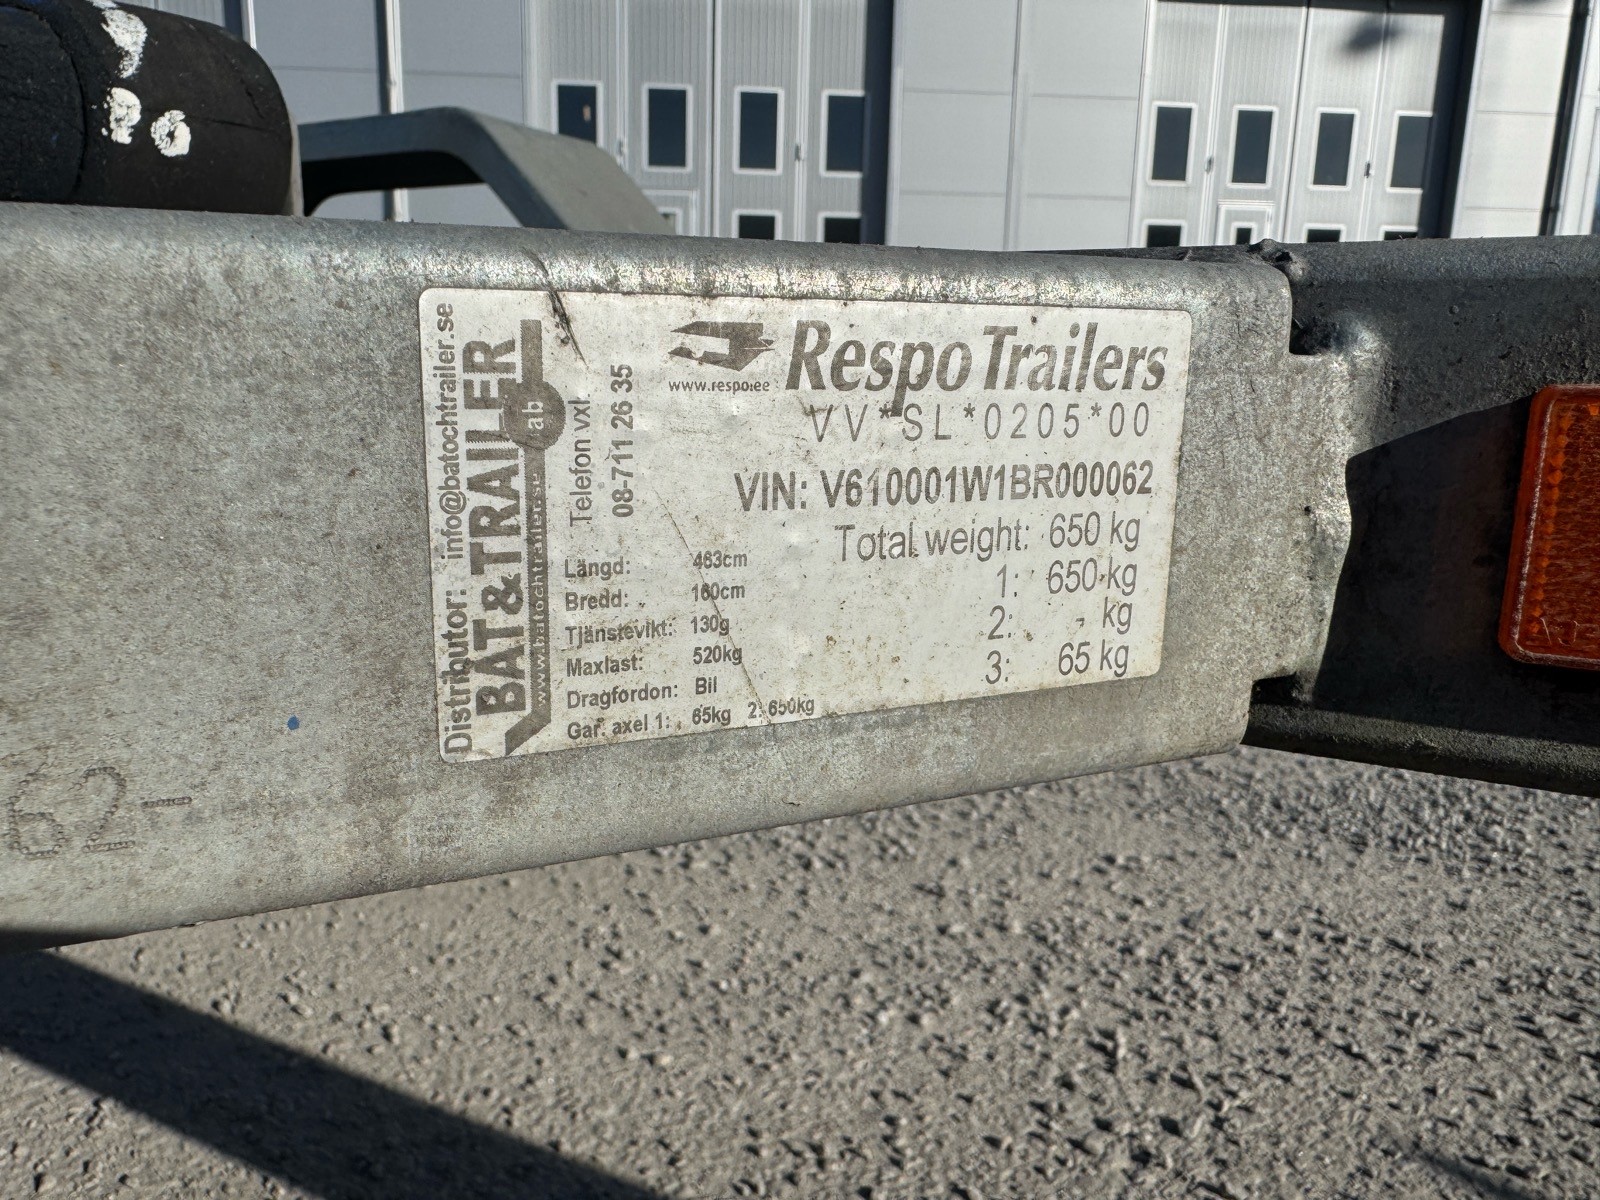 Distributor: info@batochtrailer.se
BÅT&TRAILER
ab
www.batochtrailer.se
Telefon vxl.
08-711 26 35
www.respo.ee
Respo Trailers
VV*SL*0205*00
VIN: V610001W1BR000062
Total weight: 650 kg
1: 650 kg
2: - kg
3: 65 kg
Längd: 463cm
Bredd: 160cm
Tjänstevikt: 130g
Maxlast: 520kg
Dragfordon: Bil
Gar. axel 1: 65kg 2: 650kg
62-